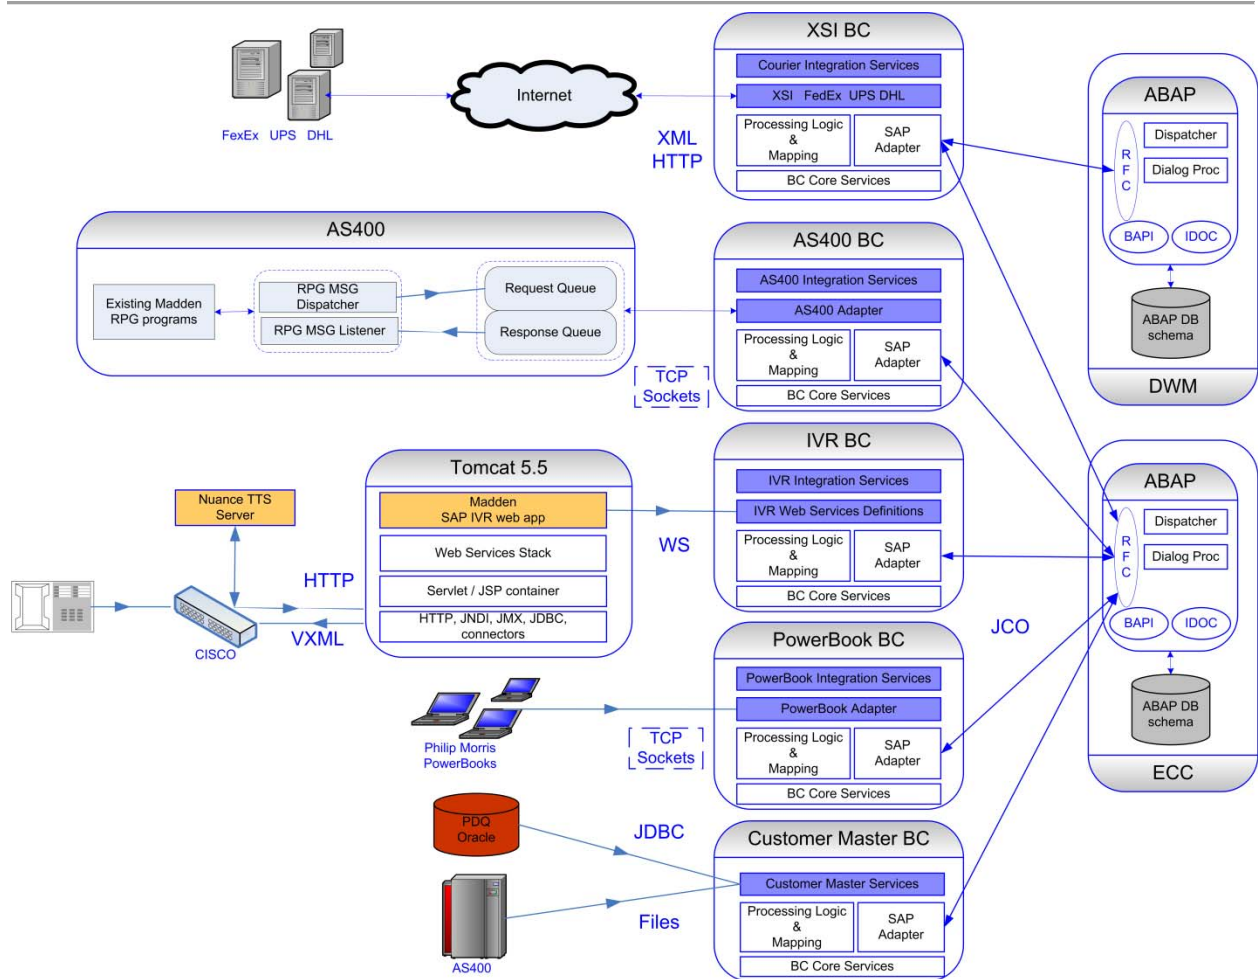 XSI BC
Courier Integration Services
XSI FedEx UPS DHL
Processing Logic
&
Mapping
SAP
Adapter
BC Core Services
FexEx UPS DHL
Internet
XML
HTTP
ABAP
R
F
C
Dispatcher
Dialog Proc
BAPI
IDOC
ABAP DB
schema
DWM
AS400
Existing Madden
RPG programs
RPG MSG
Dispatcher
RPG MSG Listener
Request Queue
Response Queue
TCP
Sockets
AS400 BC
AS400 Integration Services
AS400 Adapter
Processing Logic
&
Mapping
SAP
Adapter
BC Core Services
Nuance TTS
Server
CISCO
HTTP
VXML
Tomcat 5.5
Madden
SAP IVR web app
Web Services Stack
Servlet / JSP container
HTTP, JNDI, JMX, JDBC,
connectors
WS
IVR BC
IVR Integration Services
IVR Web Services Definitions
Processing Logic
&
Mapping
SAP
Adapter
BC Core Services
JCO
ABAP
R
F
C
Dispatcher
Dialog Proc
BAPI
IDOC
ABAP DB
schema
ECC
Philip Morris
PowerBooks
TCP
Sockets
PowerBook BC
PowerBook Integration Services
PowerBook Adapter
Processing Logic
&
Mapping
SAP
Adapter
BC Core Services
PDQ
Oracle
JDBC
AS400
Files
Customer Master BC
Customer Master Services
Processing Logic
&
Mapping
SAP
Adapter
BC Core Services